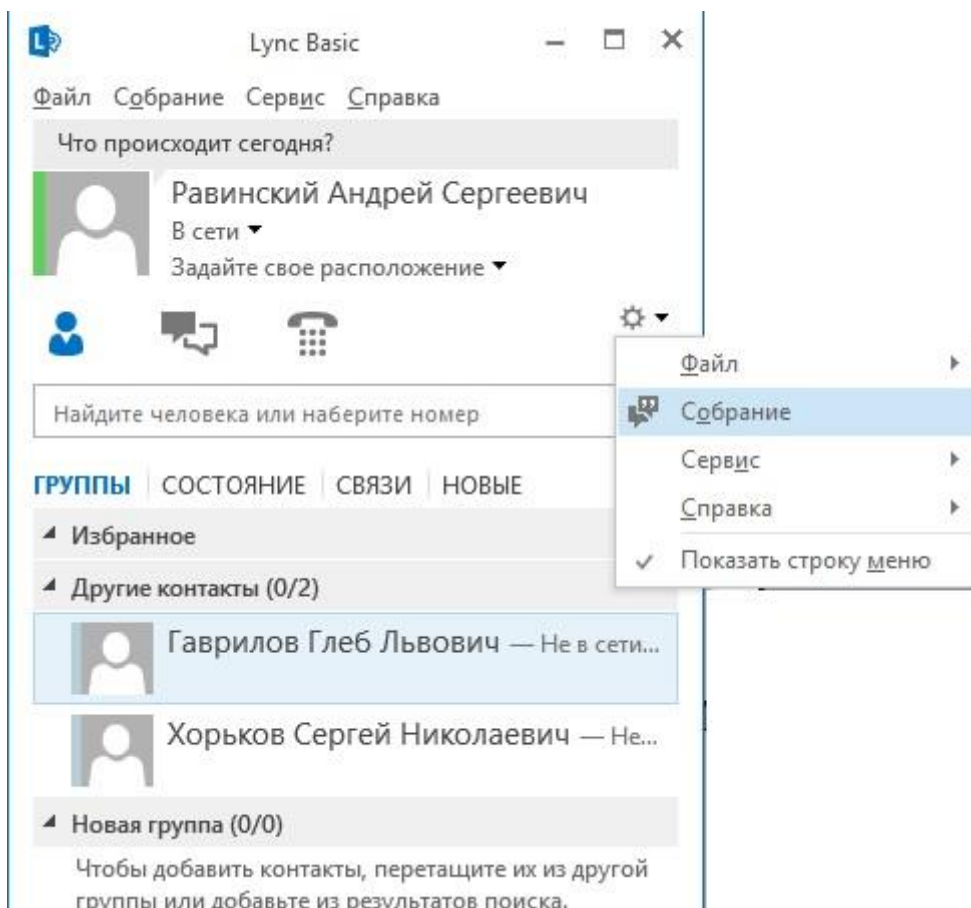 Lync Basic
Файл Собрание Сервис Справка
Что происходит сегодня?
Равинский Андрей Сергеевич
В сети
Задайте свое расположение
Файл
Найдите человека или наберите номер
Собрание
Сервис
ГРУППЫ СОСТОЯНИЕ СВЯЗИ НОВЫЕ
Справка
Избранное
Показать строку меню
Другие контакты (0/2)
Гаврилов Глеб Львович — Не в сети...
Хорьков Сергей Николаевич — Не...
Новая группа (0/0)
Чтобы добавить контакты, перетащите их из другой
группы или добавьте из результатов поиска.